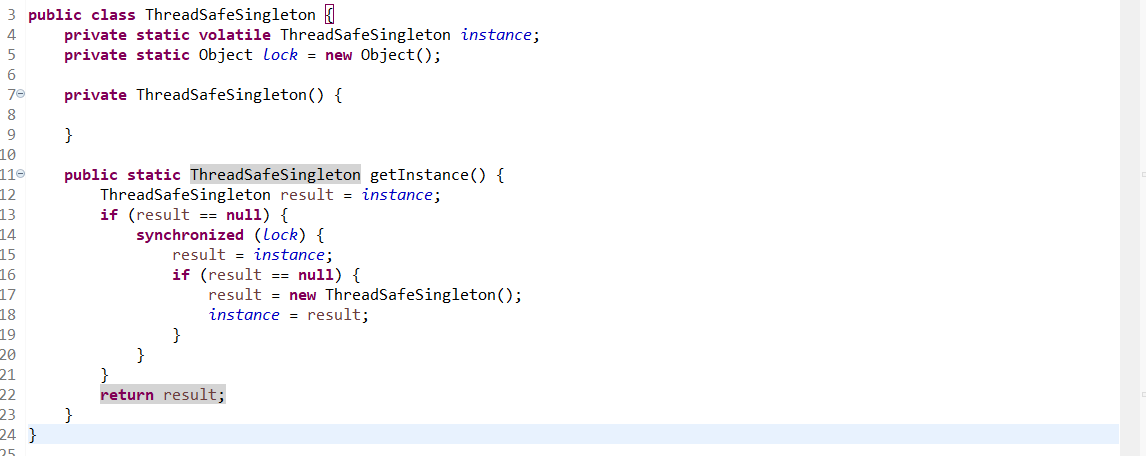 3 public class ThreadSafeSingleton {
4     private static volatile ThreadSafeSingleton instance;
5     private static Object lock = new Object();
6
7     private ThreadSafeSingleton() {
8
9     }
10
11     public static ThreadSafeSingleton getInstance() {
12         ThreadSafeSingleton result = instance;
13         if (result == null) {
14             synchronized (lock) {
15                 result = instance;
16                 if (result == null) {
17                     result = new ThreadSafeSingleton();
18                     instance = result;
19                 }
20             }
21         }
22         return result;
23     }
24 }
25